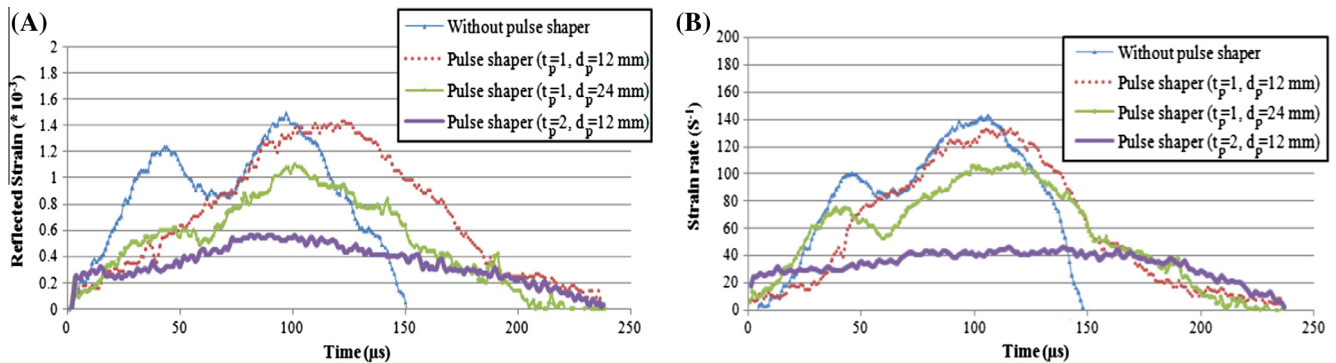 (A)
Without pulse shaper
Pulse shaper (tp=1, dp=12 mm)
Pulse shaper (tp=1, dp=24 mm)
Pulse shaper (tp=2, dp=12 mm)
Reflected Strain (*10-3)
2
1.8
1.6
1.4
1.2
1
0.8
0.6
0.4
0.2
0
0 50 100 150 200 250
Time (µs)
(B)
Without pulse shaper
Pulse shaper (tp=1, dp=12 mm)
Pulse shaper (tp=1, dp=24 mm)
Pulse shaper (tp=2, dp=12 mm)
Strain rate (S-1)
200
180
160
140
120
100
80
60
40
20
0
0 50 100 150 200 250
Time (µs)